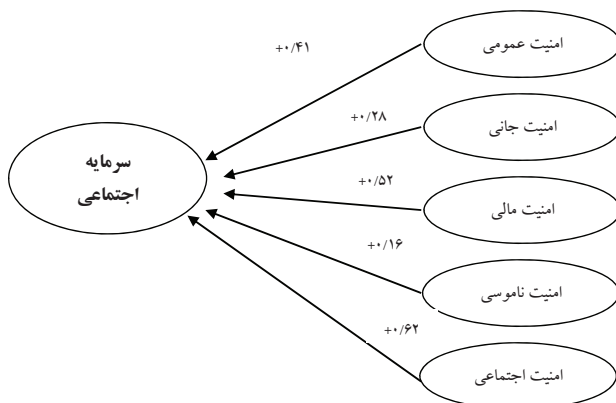 امنیت عمومی
+۰/۴۱
امنیت جانی
+۰/۲۸
سرمایه
اجتماعی
امنیت مالی
+۰/۵۲
امنیت ناموسی
+۰/۱۶
امنیت اجتماعی
+۰/۶۲